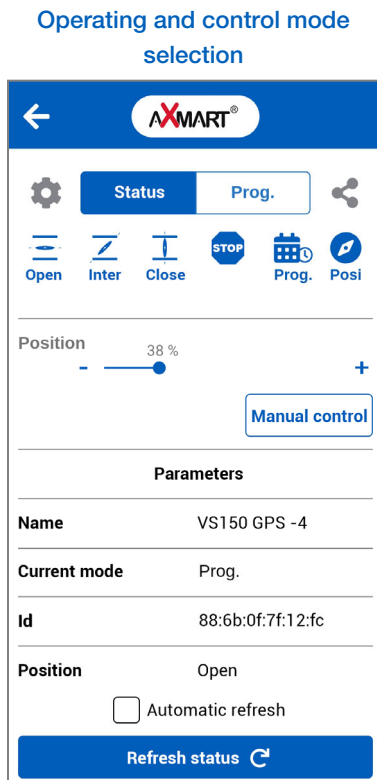 Operating and control mode
selection
AXMART®
Status Prog.
Open Inter Close STOP Prog. Posi
Position
38 %
- +
Manual control
Parameters
Name VS150 GPS -4
Current mode Prog.
Id 88:6b:0f:7f:12:fc
Position Open
Automatic refresh
Refresh status